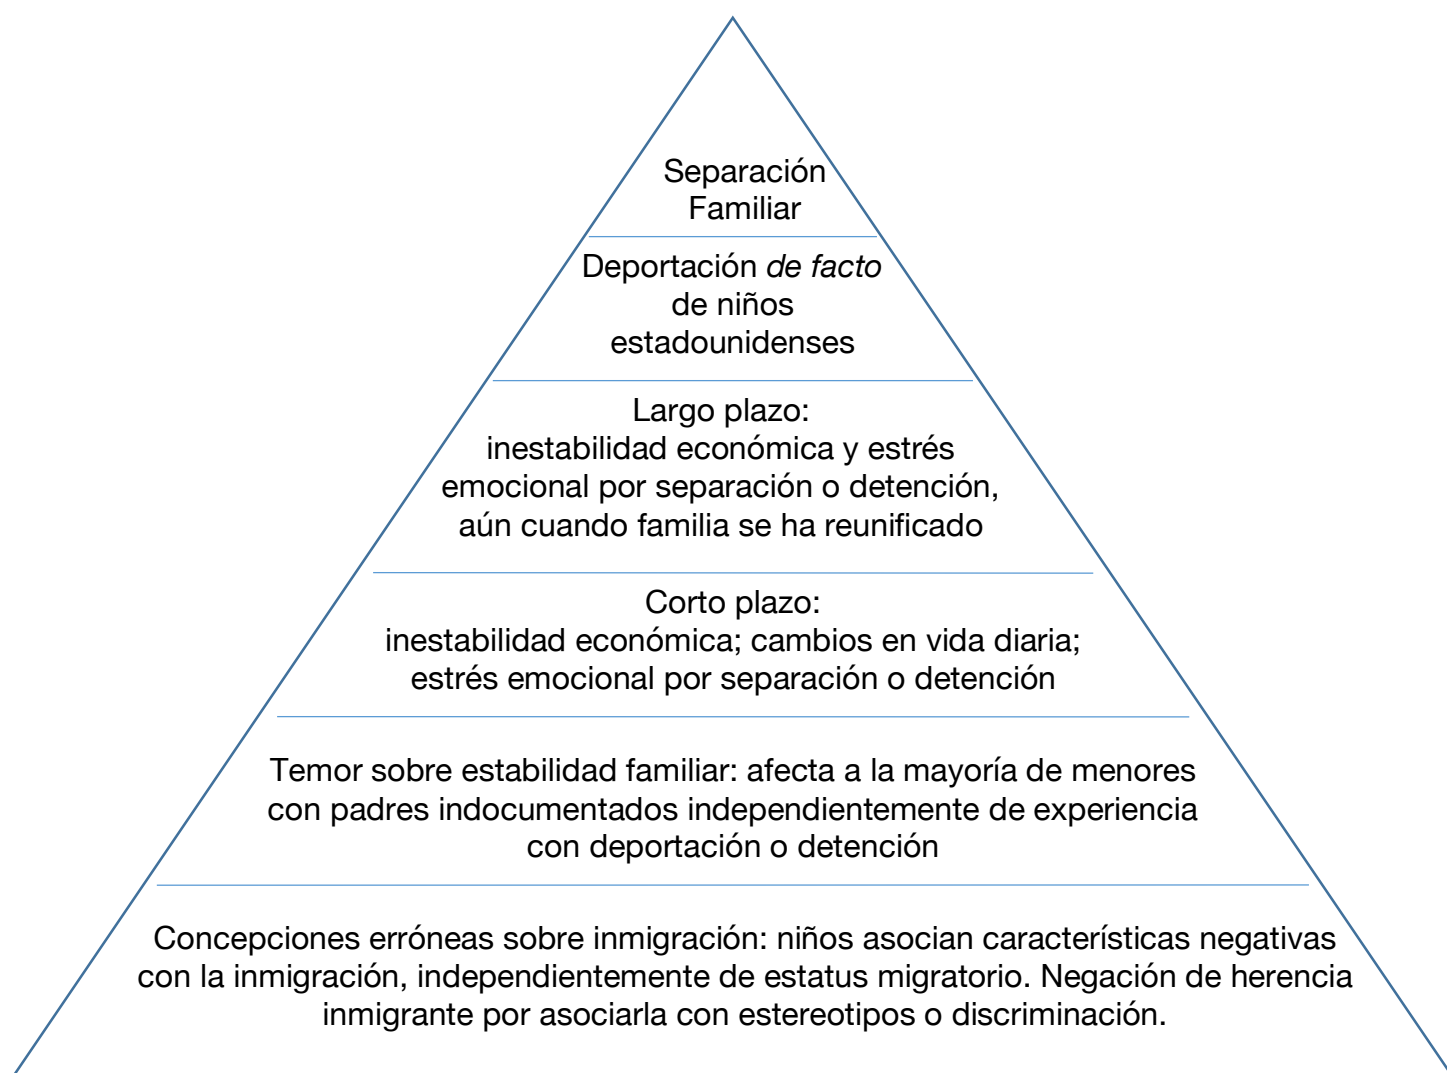 Separación
Familiar
Deportación de facto
de niños
estadounidenses
Largo plazo:
inestabilidad económica y estrés
emocional por separación o detención,
aún cuando familia se ha reunificado
Corto plazo:
inestabilidad económica; cambios en vida diaria;
estrés emocional por separación o detención
Temor sobre estabilidad familiar: afecta a la mayoría de menores
con padres indocumentados independientemente de experiencia
con deportación o detención
Concepciones erróneas sobre inmigración: niños asocian características negativas
con la inmigración, independientemente de estatus migratorio. Negación de herencia
inmigrante por asociarla con estereotipos o discriminación.